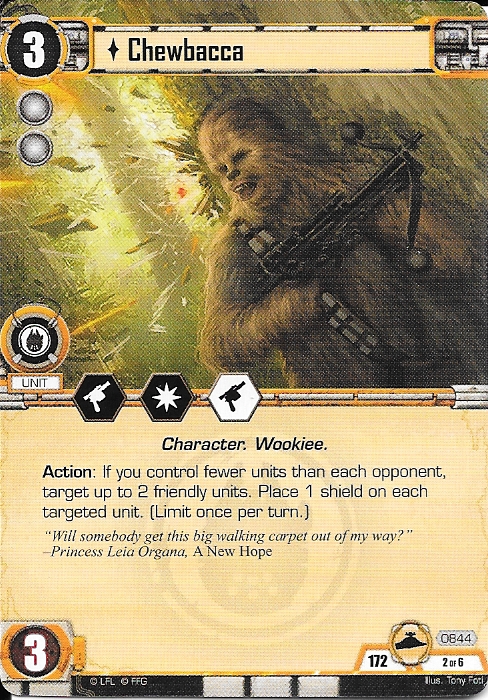 3
Chewbacca
UNIT
Character. Wookiee.
Action: If you control fewer units than each opponent,
target up to 2 friendly units. Place 1 shield on each
targeted unit. (Limit once per turn.)
“Will somebody get this big walking carpet out of my way?”
–Princess Leia Organa, A New Hope
3
0844
172
2 OF 6
© LFL © FFG
Illus. Tony Foti